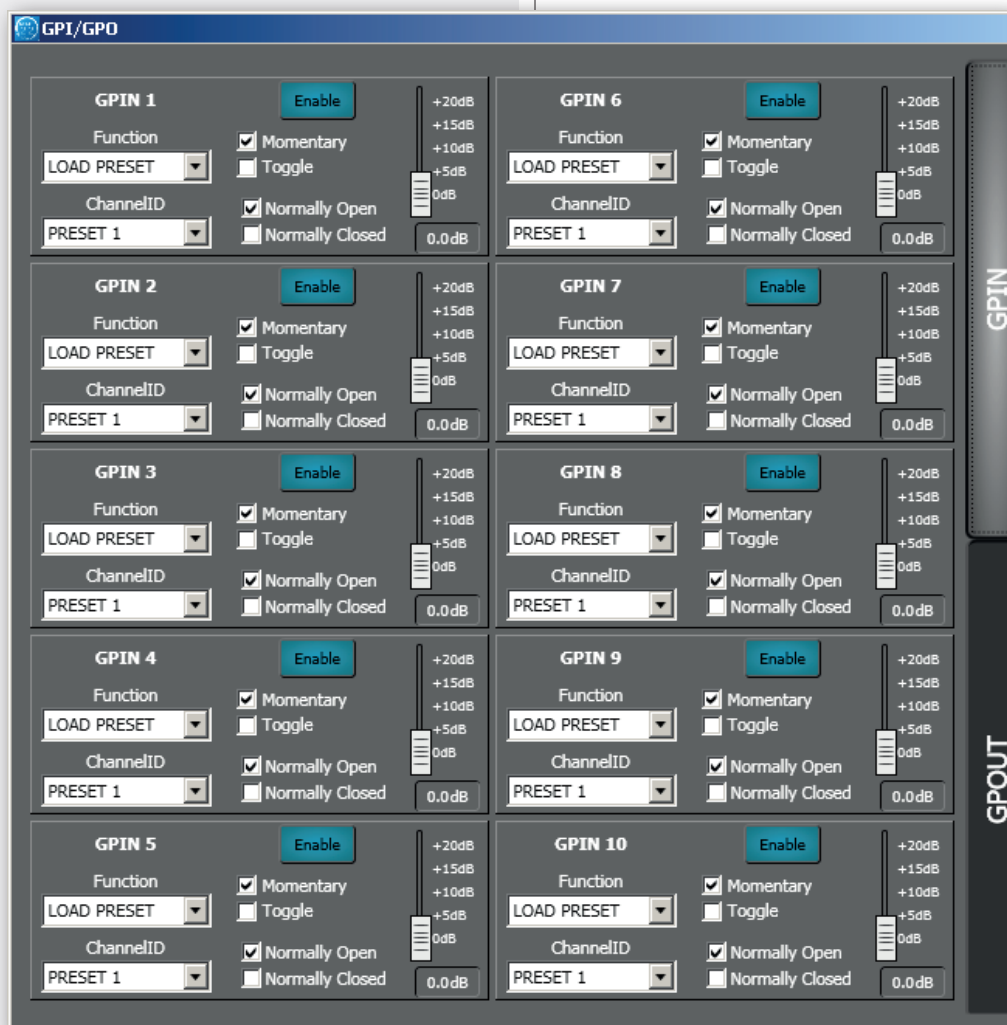 GPI/GPO
GPIN 1
Enable
Function
LOAD PRESET
Momentary
Toggle
ChannelID
PRESET 1
Normally Open
Normally Closed
+20dB
+15dB
+10dB
+5dB
0dB
0.0dB
GPIN 6
Enable
Function
LOAD PRESET
Momentary
Toggle
ChannelID
PRESET 1
Normally Open
Normally Closed
+20dB
+15dB
+10dB
+5dB
0dB
0.0dB
GPIN 2
Enable
Function
LOAD PRESET
Momentary
Toggle
ChannelID
PRESET 1
Normally Open
Normally Closed
+20dB
+15dB
+10dB
+5dB
0dB
0.0dB
GPIN 7
Enable
Function
LOAD PRESET
Momentary
Toggle
ChannelID
PRESET 1
Normally Open
Normally Closed
+20dB
+15dB
+10dB
+5dB
0dB
0.0dB
GPIN 3
Enable
Function
LOAD PRESET
Momentary
Toggle
ChannelID
PRESET 1
Normally Open
Normally Closed
+20dB
+15dB
+10dB
+5dB
0dB
0.0dB
GPIN 8
Enable
Function
LOAD PRESET
Momentary
Toggle
ChannelID
PRESET 1
Normally Open
Normally Closed
+20dB
+15dB
+10dB
+5dB
0dB
0.0dB
GPIN 4
Enable
Function
LOAD PRESET
Momentary
Toggle
ChannelID
PRESET 1
Normally Open
Normally Closed
+20dB
+15dB
+10dB
+5dB
0dB
0.0dB
GPIN 9
Enable
Function
LOAD PRESET
Momentary
Toggle
ChannelID
PRESET 1
Normally Open
Normally Closed
+20dB
+15dB
+10dB
+5dB
0dB
0.0dB
GPIN 5
Enable
Function
LOAD PRESET
Momentary
Toggle
ChannelID
PRESET 1
Normally Open
Normally Closed
+20dB
+15dB
+10dB
+5dB
0dB
0.0dB
GPIN 10
Enable
Function
LOAD PRESET
Momentary
Toggle
ChannelID
PRESET 1
Normally Open
Normally Closed
+20dB
+15dB
+10dB
+5dB
0dB
0.0dB
GPIN
GPOUT